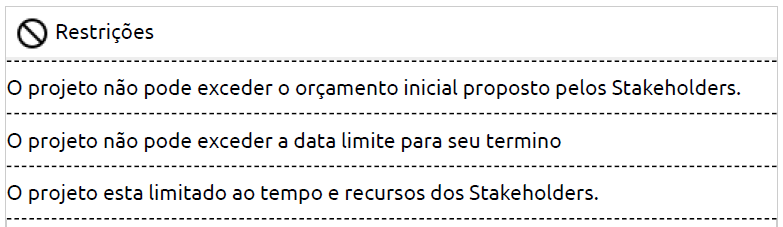 Restrições
O projeto não pode exceder o orçamento inicial proposto pelos Stakeholders.
O projeto não pode exceder a data limite para seu termino
O projeto esta limitado ao tempo e recursos dos Stakeholders.